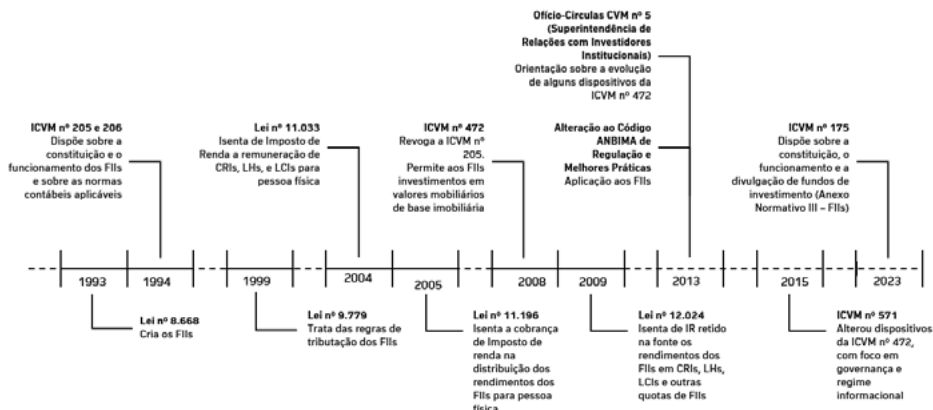 Ofício-Circulas CVM nº 5
(Superintendência de
Relações com Investidores
Institucionais)
Orientação sobre a evolução
de alguns dispositivos da
ICVM nº 472
ICVM nº 205 e 206
Dispõe sobre a
constituição e o
funcionamento dos FIIs
e sobre as normas
contábeis aplicáveis
Lei nº 11.033
Isenta de Imposto de
Renda a remuneração de
CRIs, LHs, e LCIs para
pessoa física
ICVM nº 472
Revoga a ICVM nº
205.
Permite aos FIIs
investimentos em
valores mobiliários
de base imobiliária
Alteração ao Código
ANBIMA de
Regulação e
Melhores Práticas
Aplicação aos FIIs
ICVM nº 175
Dispõe sobre a
constituição, o
funcionamento e a
divulgação de fundos de
investimento (Anexo
Normativo III – FIIs)
1993 1994 1999 2004 2005 2008 2009 2013 2015 2023
Lei nº 8.668
Cria os FIIs
Lei nº 9.779
Trata das regras de
tributação dos FIIs
Lei nº 11.196
Isenta a cobrança
de Imposto de
renda na
distribuição dos
rendimentos dos
FIIs para pessoa
física
Lei nº 12.024
Isenta de IR retido
na fonte os
rendimentos dos
FIIs em CRIs, LHs,
LCIs e outras
quotas de FIIs
ICVM nº 571
Alterou dispositivos
da ICVM nº 472,
com foco em
governança e
regime
informacional